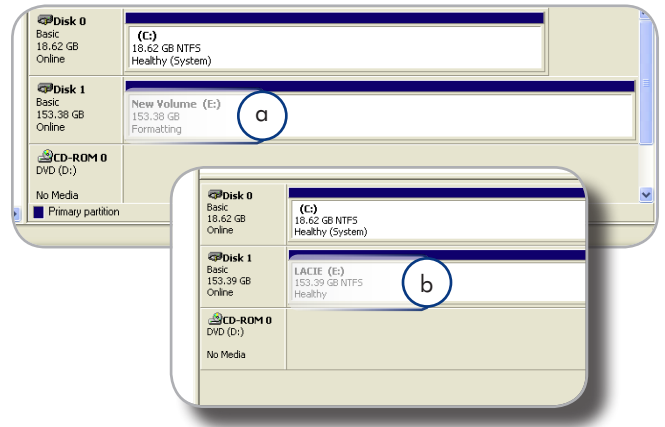 Disk 0
Basic
18.62 GB
Online
(C:)
18.62 GB NTFS
Healthy (System)
Disk 1
Basic
153.38 GB
Online
New Volume (E:)
153.38 GB
Formatting
a
CD-ROM 0
DVD (D:)
No Media
Primary partition
Disk 0
Basic
18.62 GB
Online
(C:)
18.62 GB NTFS
Healthy (System)
Disk 1
Basic
153.39 GB
Online
LACIE (E:)
153.39 GB NTFS
Healthy
b
CD-ROM 0
DVD (D:)
No Media